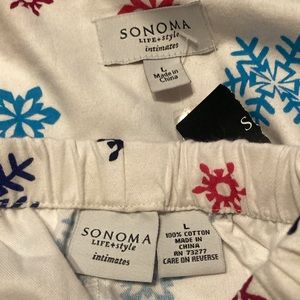 SONOMA
LIFE+style
intimates
L
Made in
China
S
SONOMA
LIFE+style
intimates
L
100% COTTON
MADE IN
CHINA
RN 73277
CARE ON REVERSE